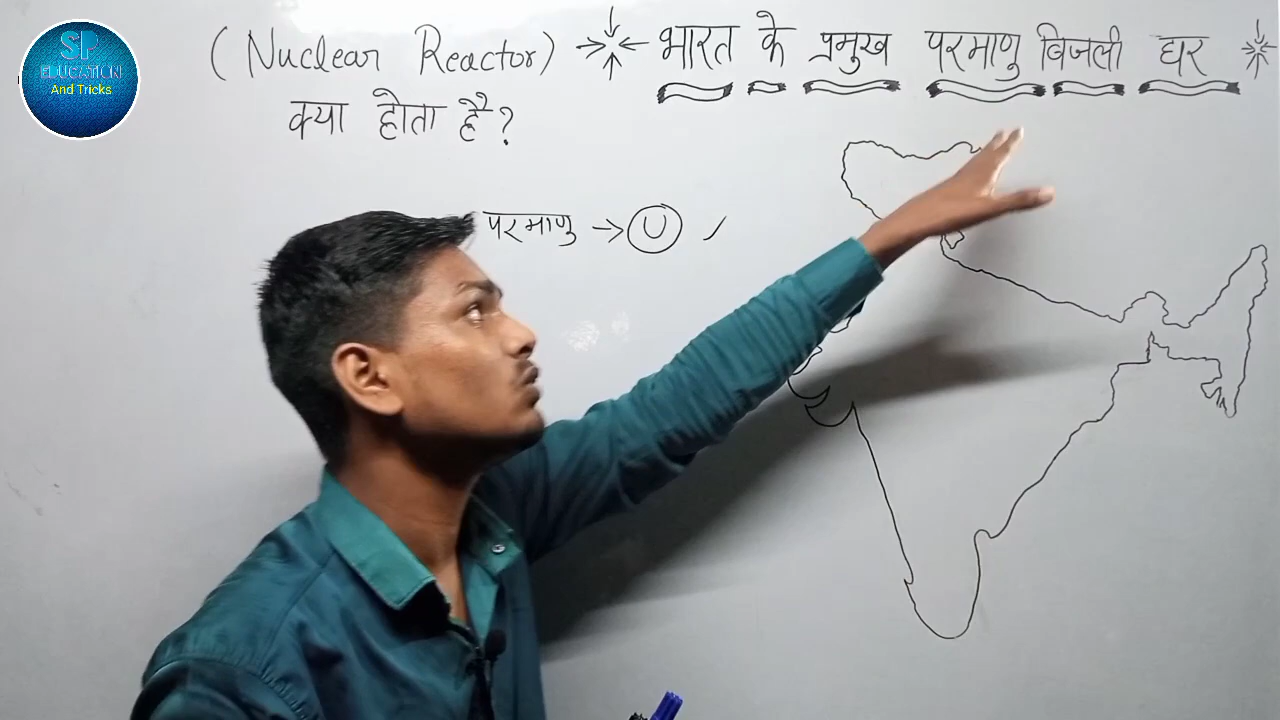 SP
EDUCATION
And Tricks
(Nuclear Reactor) भारत के प्रमुख परमाणु बिजली घर
क्या होता है?
परमाणु → U